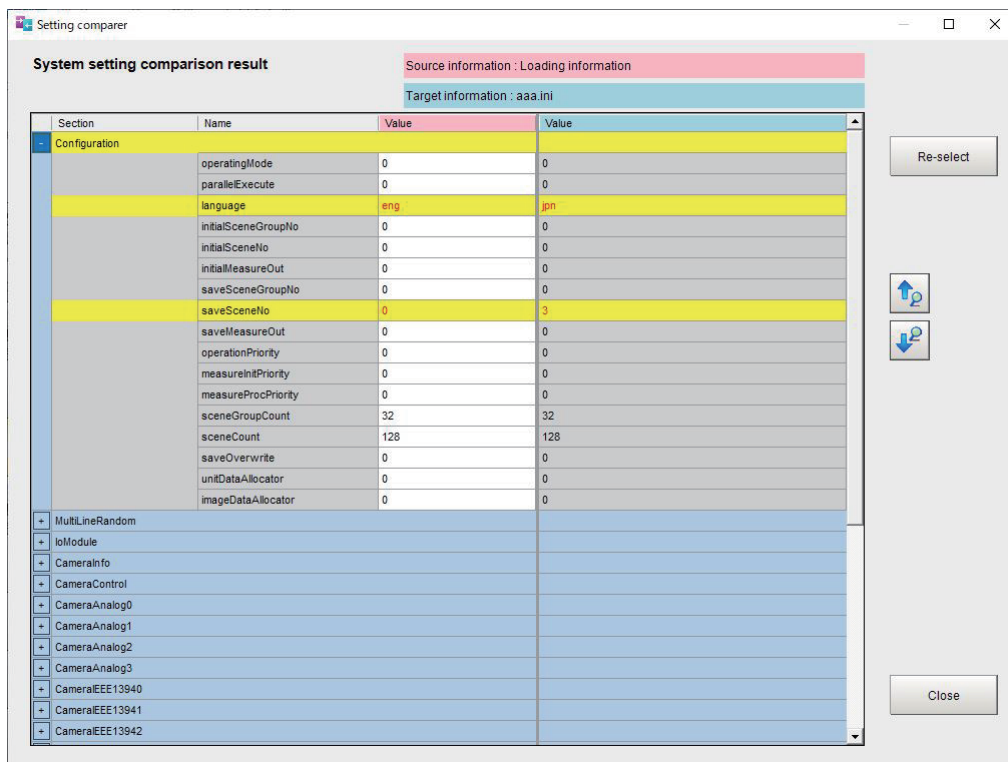 Setting comparer
System setting comparison result
Source information : Loading information
Target information : aaa.ini
Section Name Value Value
- Configuration
operatingMode 0 0
parallelExecute 0 0
language eng jpn
initialSceneGroupNo 0 0
initialSceneNo 0 0
initialMeasureOut 0 0
saveSceneGroupNo 0 0
saveSceneNo 0 3
saveMeasureOut 0 0
operationPriority 0 0
measureInitPriority 0 0
measureProcPriority 0 0
sceneGroupCount 32 32
sceneCount 128 128
saveOverwrite 0 0
unitDataAllocator 0 0
imageDataAllocator 0 0
+ MultiLineRandom
+ IoModule
+ CameraInfo
+ CameraControl
+ CameraAnalog0
+ CameraAnalog1
+ CameraAnalog2
+ CameraAnalog3
+ CameraIEEE13940
+ CameraIEEE13941
+ CameraIEEE13942
Re-select
Close